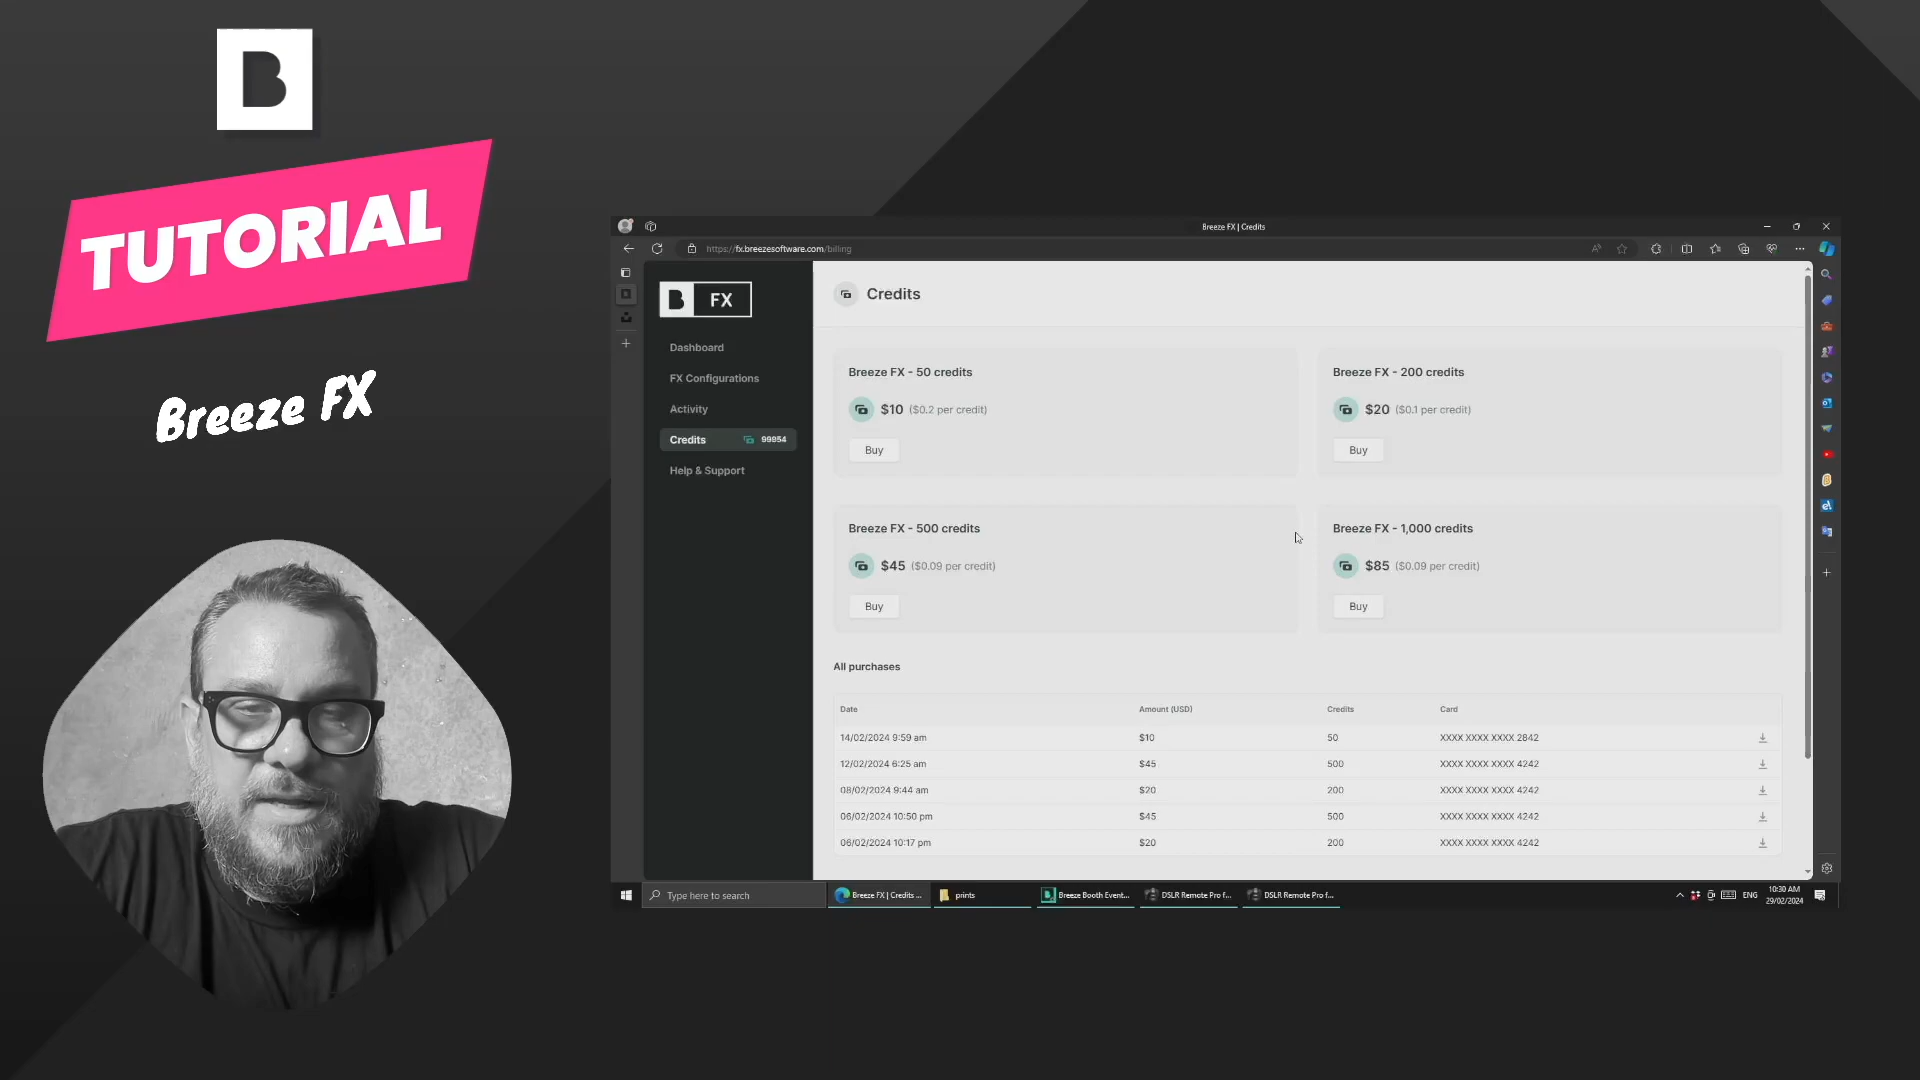 B
TUTORIAL
Breeze FX
Breeze FX | Credits
https://fx.breezesoftware.com/billing
B FX
Dashboard
FX Configurations
Activity
Credits 99954
Help & Support
Credits
Breeze FX - 50 credits
$10 ($0.2 per credit)
Buy
Breeze FX - 200 credits
$20 ($0.1 per credit)
Buy
Breeze FX - 500 credits
$45 ($0.09 per credit)
Buy
Breeze FX - 1,000 credits
$85 ($0.09 per credit)
Buy
All purchases
Date Amount (USD) Credits Card
14/02/2024 9:59 am $10 50 XXXX XXXX XXXX 2842
12/02/2024 6:25 am $45 500 XXXX XXXX XXXX 4242
08/02/2024 9:44 am $20 200 XXXX XXXX XXXX 4242
06/02/2024 10:50 pm $45 500 XXXX XXXX XXXX 4242
06/02/2024 10:17 pm $20 200 XXXX XXXX XXXX 4242
Type here to search
Breeze FX | Credits ...
prints
Breeze Booth Event...
DSLR Remote Pro f...
DSLR Remote Pro f...
ENG
10:30 AM
29/02/2024